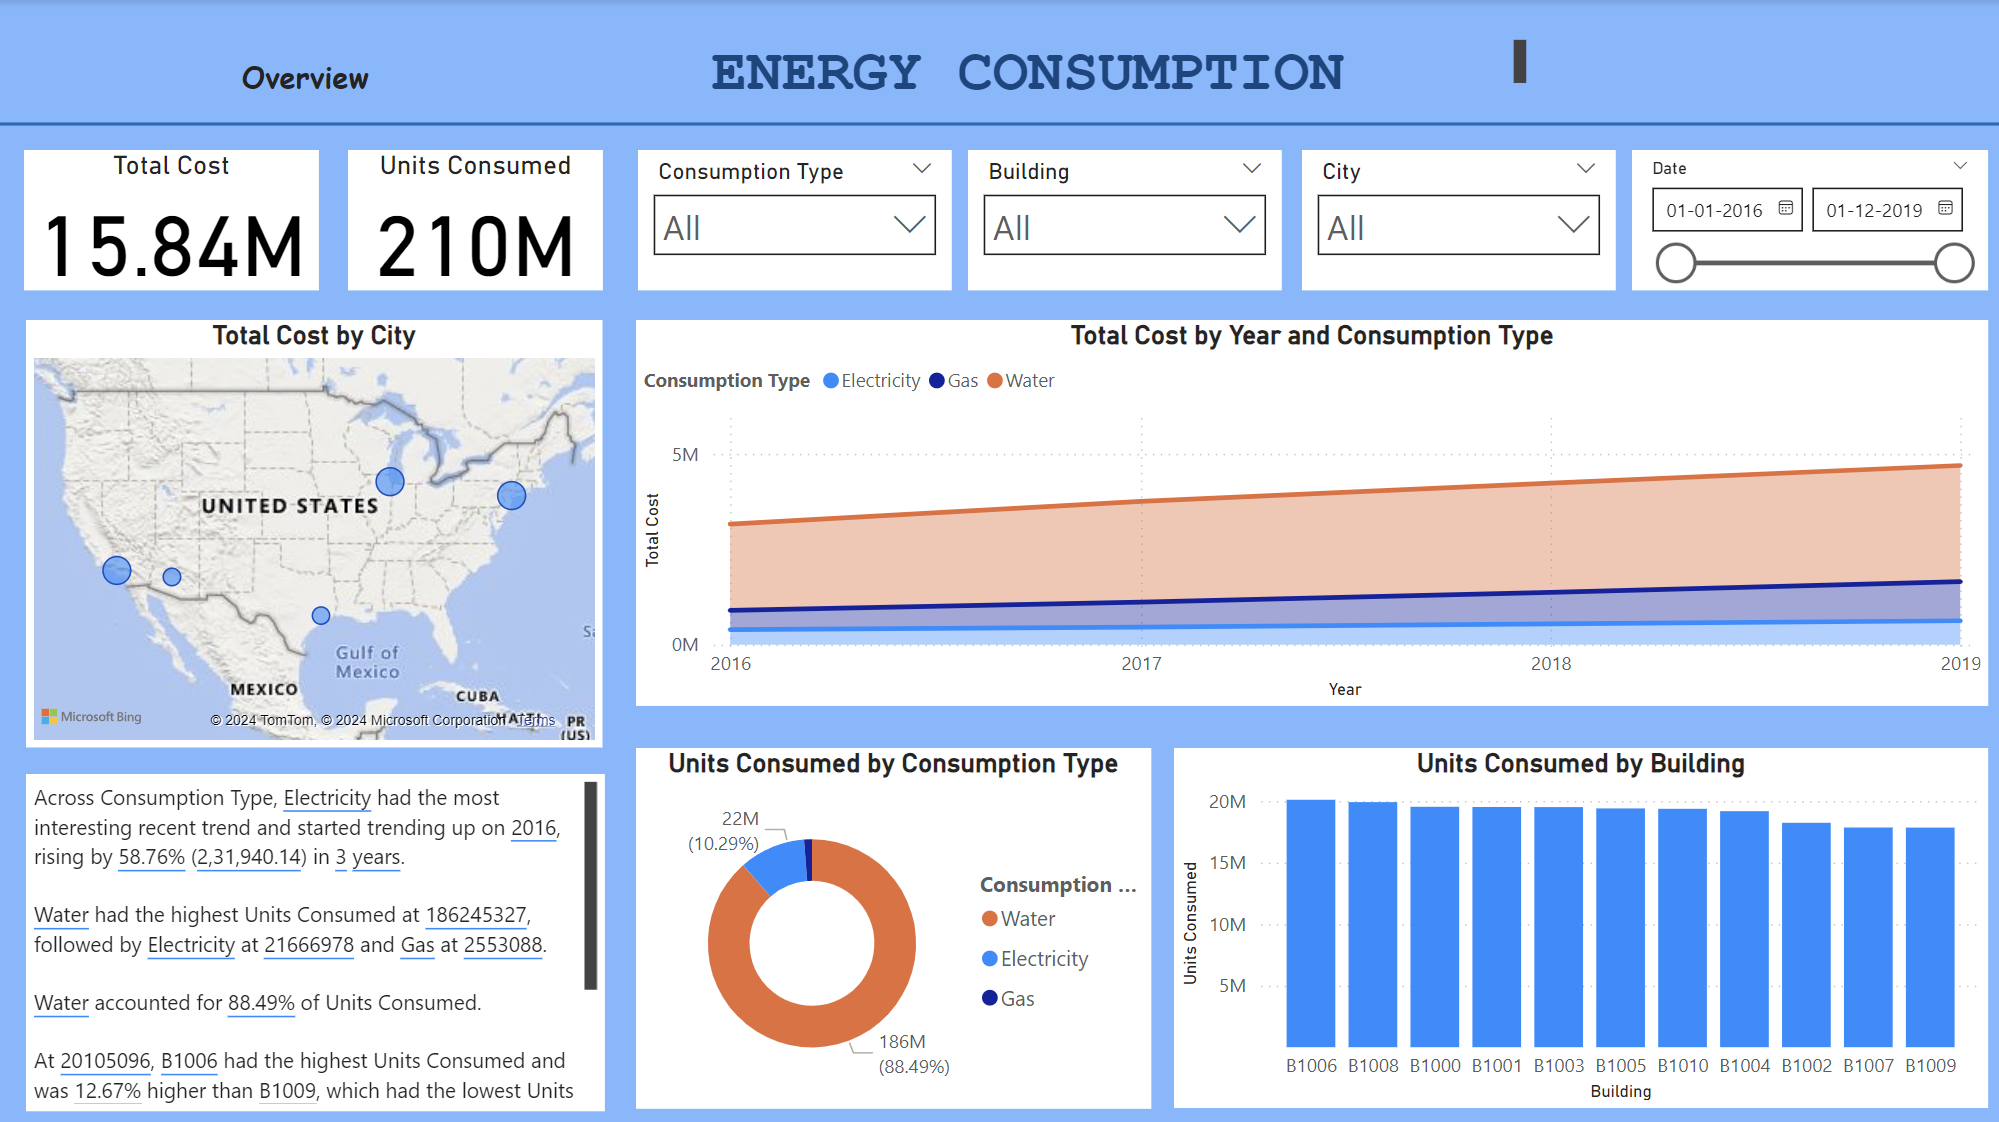 Overview
ENERGY CONSUMPTION
Total Cost
15.84M
Units Consumed
210M
Consumption Type
All
Building
All
City
All
Date
01-01-2016
01-12-2019
Total Cost by City
UNITED STATES
Gulf of
Mexico
MEXICO
CUBA
HAITI
PR
(US)
Sa
Microsoft Bing
© 2024 TomTom, © 2024 Microsoft Corporation Terms
Total Cost by Year and Consumption Type
Consumption Type Electricity Gas Water
Total Cost
5M
0M
2016 2017 2018 2019
Year
Across Consumption Type, Electricity had the most
interesting recent trend and started trending up on 2016,
rising by 58.76% (2,31,940.14) in 3 years.
Water had the highest Units Consumed at 186245327,
followed by Electricity at 21666978 and Gas at 2553088.
Water accounted for 88.49% of Units Consumed.
At 20105096, B1006 had the highest Units Consumed and
was 12.67% higher than B1009, which had the lowest Units
Units Consumed by Consumption Type
22M
(10.29%)
186M
(88.49%)
Consumption ...
Water
Electricity
Gas
Units Consumed by Building
Units Consumed
20M
15M
10M
5M
B1006 B1008 B1000 B1001 B1003 B1005 B1010 B1004 B1002 B1007 B1009
Building